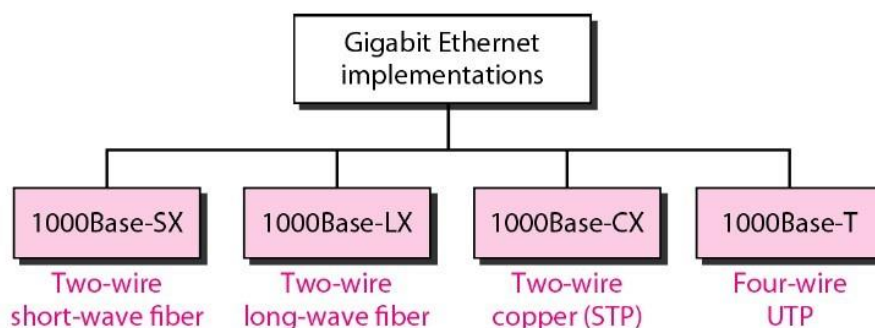 Gigabit Ethernet
implementations
1000Base-SX
1000Base-LX
1000Base-CX
1000Base-T
Two-wire
short-wave fiber
Two-wire
long-wave fiber
Two-wire
copper (STP)
Four-wire
UTP